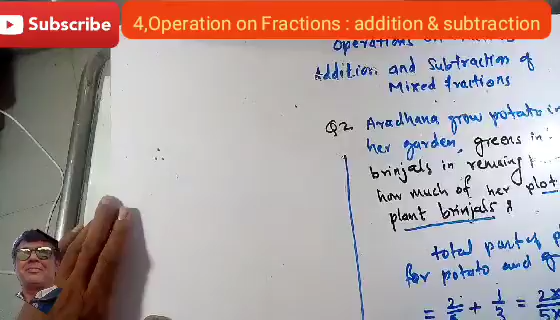 Subscribe
4,Operation on Fractions : addition & subtraction
Operations
Addition and Subtraction of
Mixed fractions
Q2. Aradhana grow potato in
her garden, greens in
brinjals in remaing
how much of her plot
plant brinjals ?
total part of
for potato and
= 2/5 + 1/3 =